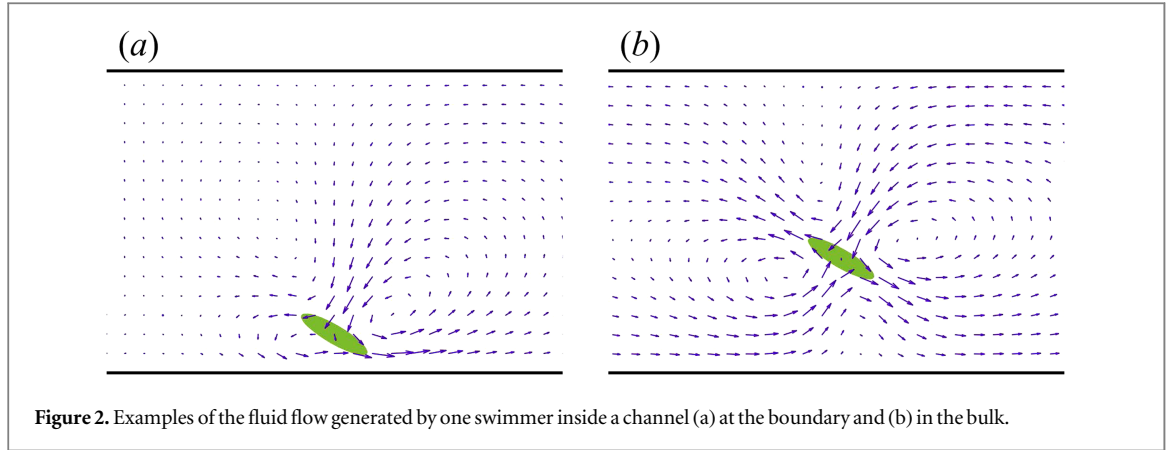 (a) (b)
Figure 2. Examples of the fluid flow generated by one swimmer inside a channel (a) at the boundary and (b) in the bulk.